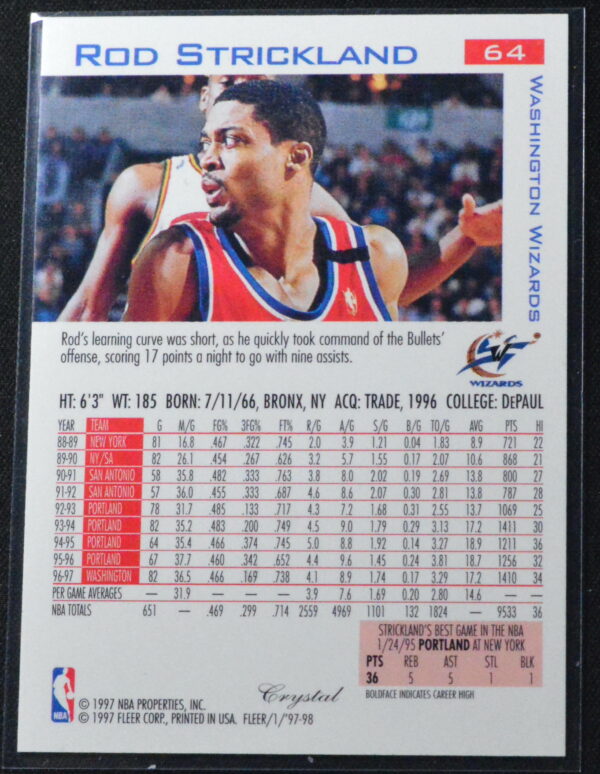 ROD STRICKLAND
64
WASHINGTON WIZARDS
Rod's learning curve was short, as he quickly took command of the Bullets'
offense, scoring 17 points a night to go with nine assists.
WIZARDS
HT: 6'3" WT: 185 BORN: 7/11/66, BRONX, NY ACQ: TRADE, 1996 COLLEGE: DePAUL
YEAR TEAM G M/G FG% 3FG% FT% R/G A/G S/G B/G TO/G AVG PTS HI
88-89 NEW YORK 81 16.8 .467 .322 .745 2.0 3.9 1.21 0.04 1.83 8.9 721 22
89-90 NY/SA 82 26.1 .454 .267 .626 3.2 5.7 1.55 0.17 2.07 10.6 868 21
90-91 SAN ANTONIO 58 35.8 .482 .333 .763 3.8 8.0 2.02 0.19 2.69 13.8 800 27
91-92 SAN ANTONIO 57 36.0 .455 .333 .687 4.6 8.6 2.07 0.30 2.81 13.8 787 28
92-93 PORTLAND 78 31.7 .485 .133 .717 4.3 7.2 1.68 0.31 2.55 13.7 1069 25
93-94 PORTLAND 82 35.2 .483 .200 .749 4.5 9.0 1.79 0.29 3.13 17.2 1411 30
94-95 PORTLAND 64 35.4 .466 .374 .745 5.0 8.8 1.92 0.14 3.27 18.9 1211 36
95-96 PORTLAND 67 37.7 .460 .342 .652 4.4 9.6 1.45 0.24 3.81 18.7 1256 32
96-97 WASHINGTON 82 36.5 .466 .169 .738 4.1 8.9 1.74 0.17 3.29 17.2 1410 34
PER GAME AVERAGES — 31.9 3.9 7.6 1.69 0.20 2.80 14.6 —
NBA TOTALS 651 — .469 .299 .714 2559 4969 1101 132 1824 — 9533 36
STRICKLAND'S BEST GAME IN THE NBA
1/24/95 PORTLAND AT NEW YORK
PTS REB AST STL BLK
36 5 5 1 1
BOLDFACE INDICATES CAREER HIGH
NBA
Crystal
© 1997 NBA PROPERTIES, INC.
© 1997 FLEER CORP., PRINTED IN USA. FLEER/1/'97-98